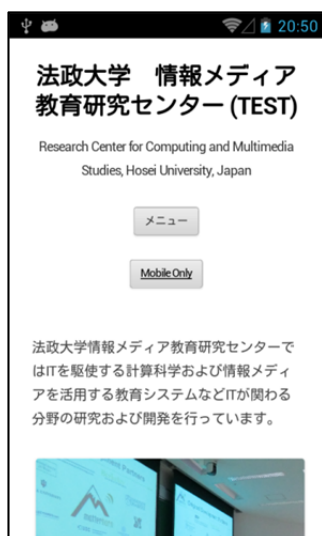 20:50
法政大学　情報メディア
教育研究センター (TEST)
Research Center for Computing and Multimedia
Studies, Hosei University, Japan
メニュー
Mobile Only
法政大学情報メディア教育研究センターで
はITを駆使する計算科学および情報メディ
アを活用する教育システムなどITが関わる
分野の研究および開発を行っています。